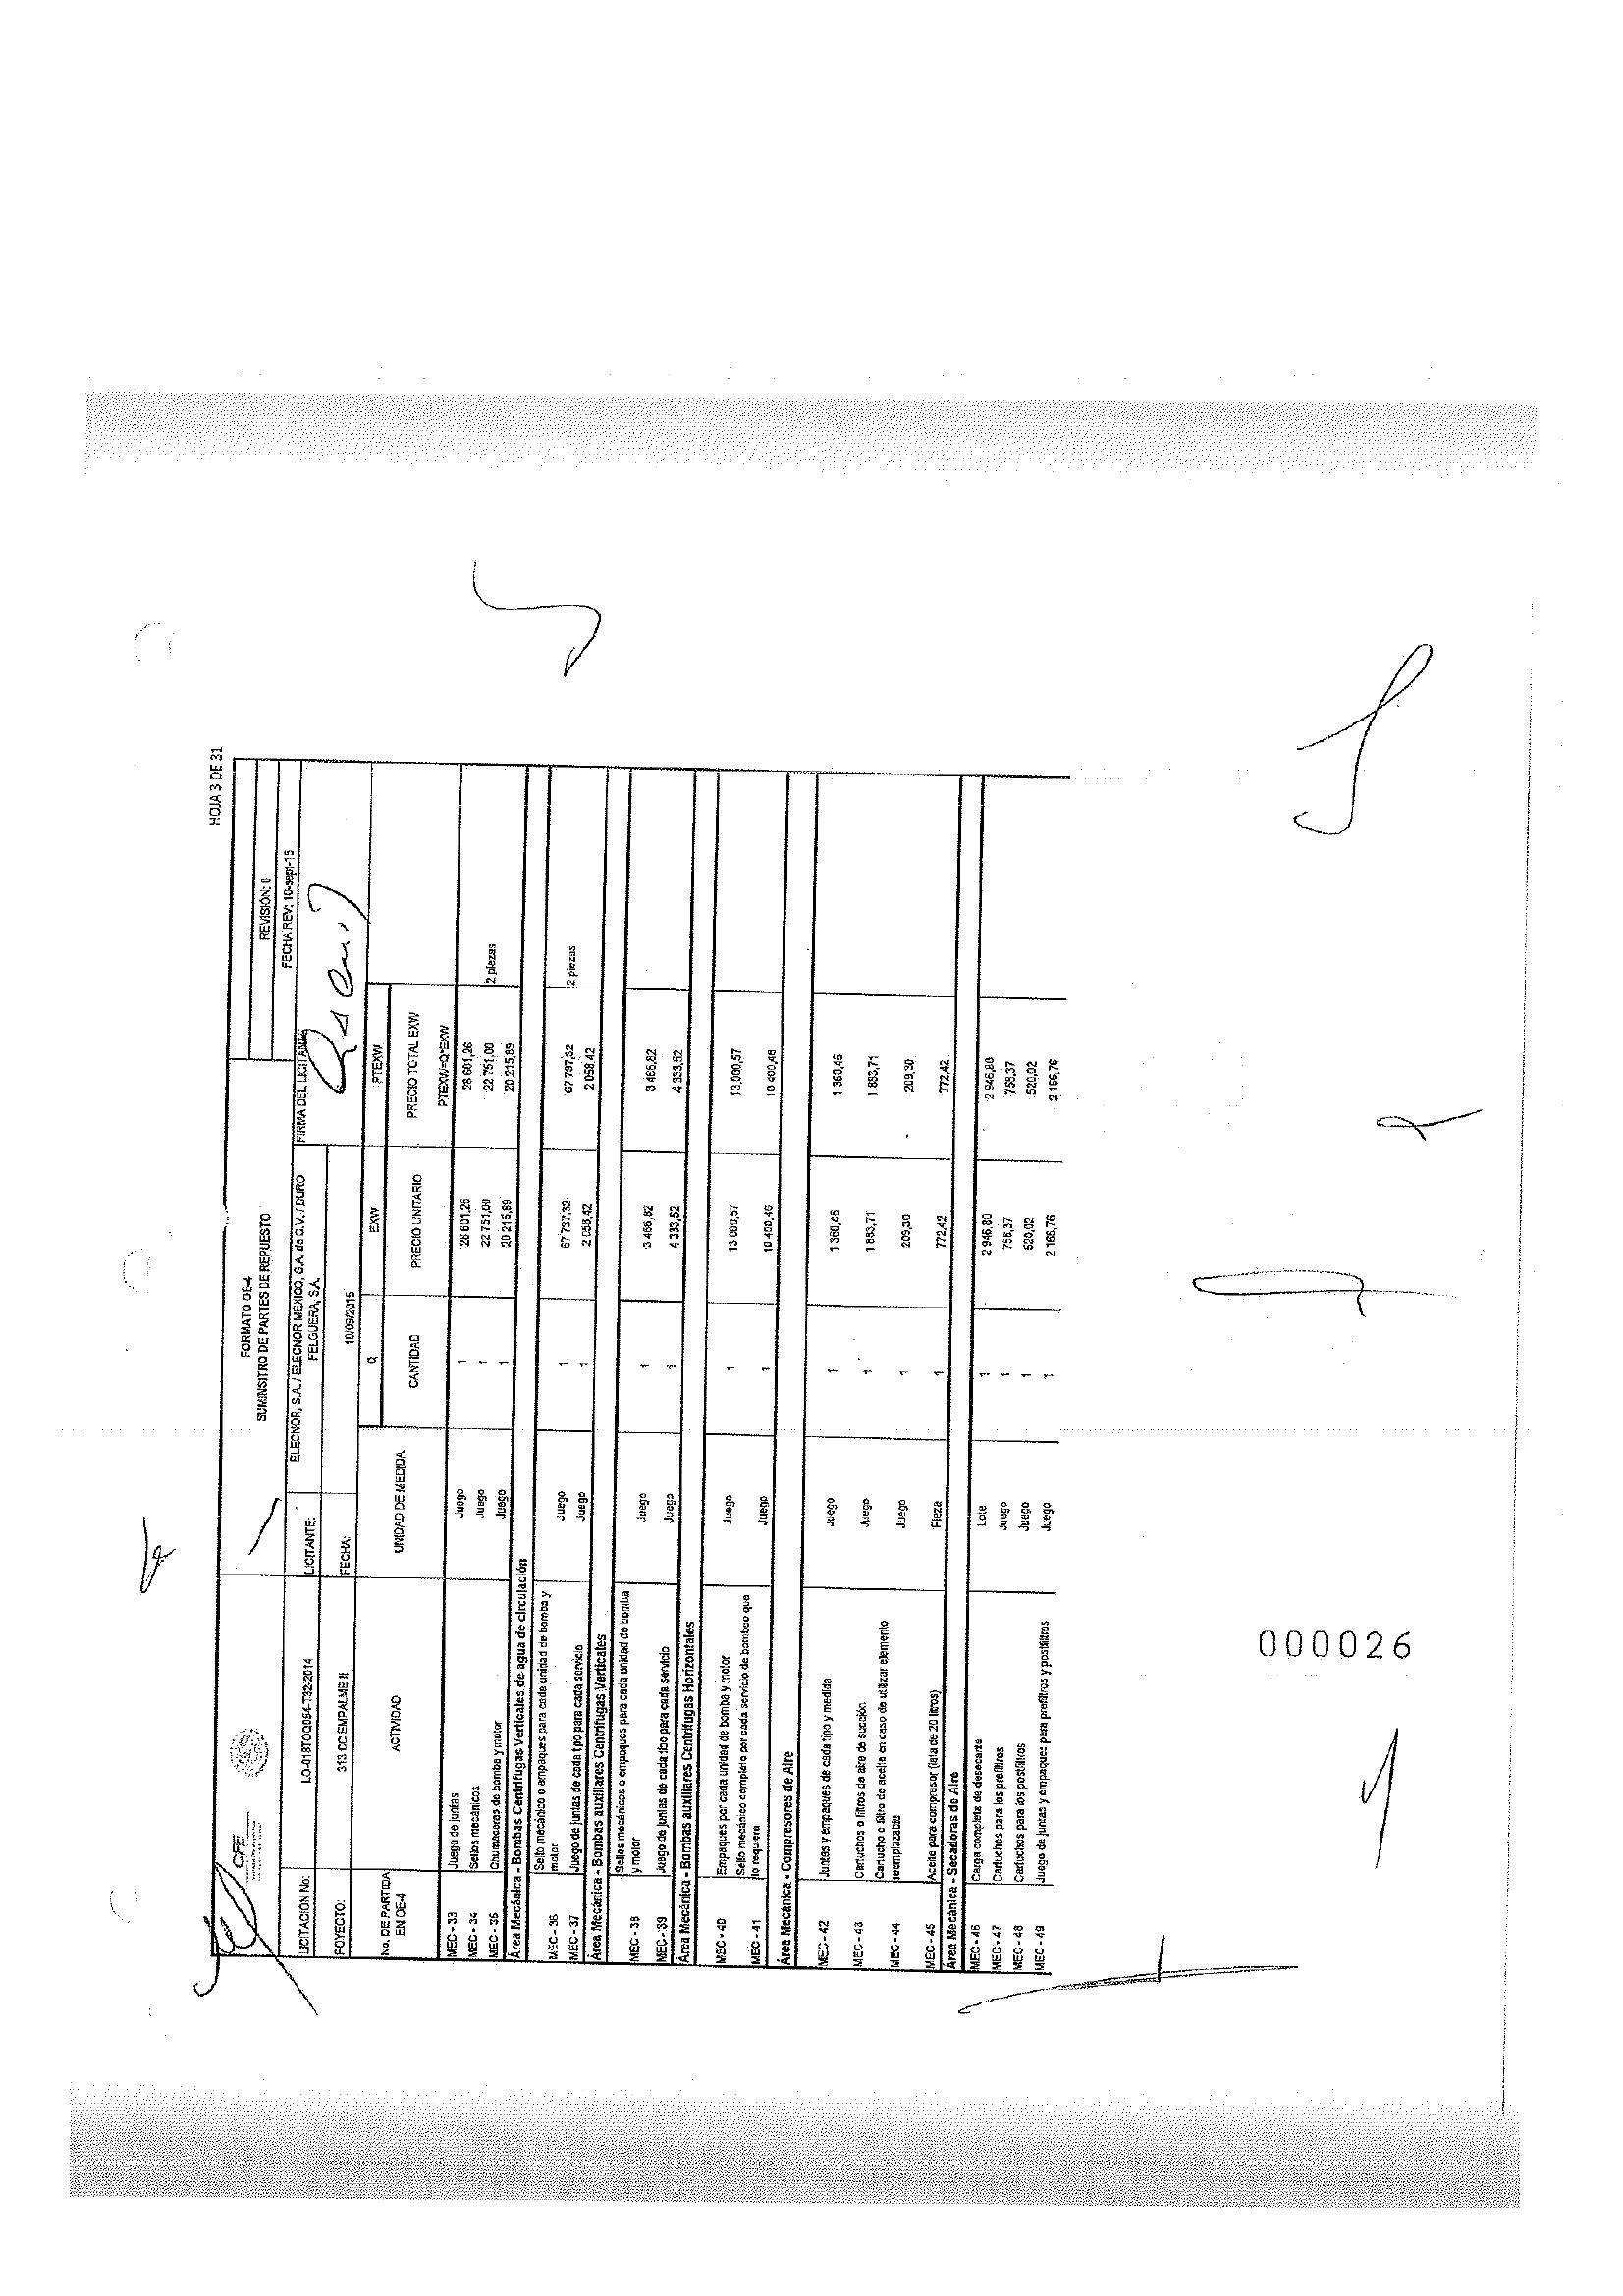 HOJA 3 DE 31
CFE
FORMATO OE-4
SUMINSITRO DE PARTES DE REPUESTO
REVISION: 0
FECHA REV: 10-sept-15
LICITACIÓN No: LO-018TOQ054-T32-2014 LICITANTE: ELECNOR, S.A. / ELECNOR MEXICO, S.A. de C.V. / DURO FELGUERA, S.A. FIRMA DEL LICITANTE
POYECTO: 313 CC EMPALME II FECHA: 10/09/2015
No. DE PARTIDA EN OE-4 ACTIVIDAD UNIDAD DE MEDIDA Q CANTIDAD EXW PRECIO UNITARIO PTEXW PRECIO TOTAL EXW PTEXW=Q*EXW
MEC - 33 Juego de juntas Juego 1 28 601,26 28 601,26
MEC - 34 Sellos mecánicos Juego 1 22 751,00 22 751,00
MEC - 35 Chumaceras de bomba y motor Juego 1 20 215,89 20 215,89 2 piezas
Área Mecánica - Bombas Centrífugas Verticales de agua de circulación
MEC - 36 Sello mecánico o empaques para cada unidad de bomba y motor Juego 1 67 737,32 67 737,32 2 piezas
MEC - 37 Juego de juntas de cada tipo para cada servicio Juego 1 2 058,42 2 058,42
Área Mecánica - Bombas auxiliares Centrífugas Verticales
MEC - 38 Sellos mecánicos o empaques para cada unidad de bomba y motor Juego 1 3 466,82 3 466,82
MEC - 39 Juego de juntas de cada tipo para cada servicio Juego 1 4 333,52 4 333,52
Área Mecánica - Bombas auxiliares Centrífugas Horizontales
MEC - 40 Empaques por cada unidad de bomba y motor Juego 1 13 000,57 13,000,57
MEC - 41 Sello mecánico completo por cada servicio de bombeo que lo requiera Juego 1 10 400,46 10 400,46
Área Mecánica - Compresores de Aire
MEC - 42 Juntas y empaques de cada tipo y medida Juego 1 1 360,46 1 360,46
MEC - 43 Cartuchos o filtros de aire de succión Juego 1 1 883,71 1 883,71
MEC - 44 Cartucho o filtro de aceite en caso de utilizar elemento reemplazable Juego 1 209,30 209,30
MEC - 45 Aceite para compresor (lata de 20 litros) Pieza 1 772,42 772,42
Área Mecánica - Secadoras de Aire
MEC - 46 Carga completa de desecante Lote 1 2 946,80 2 946,80
MEC - 47 Cartuchos para los prefiltros Juego 1 758,37 758,37
MEC - 48 Cartuchos para los postfiltros Juego 1 520,02 520,02
MEC - 49 Juego de juntas y empaques para prefiltros y postfiltros Juego 1 2 166,76 2 166,76
000026